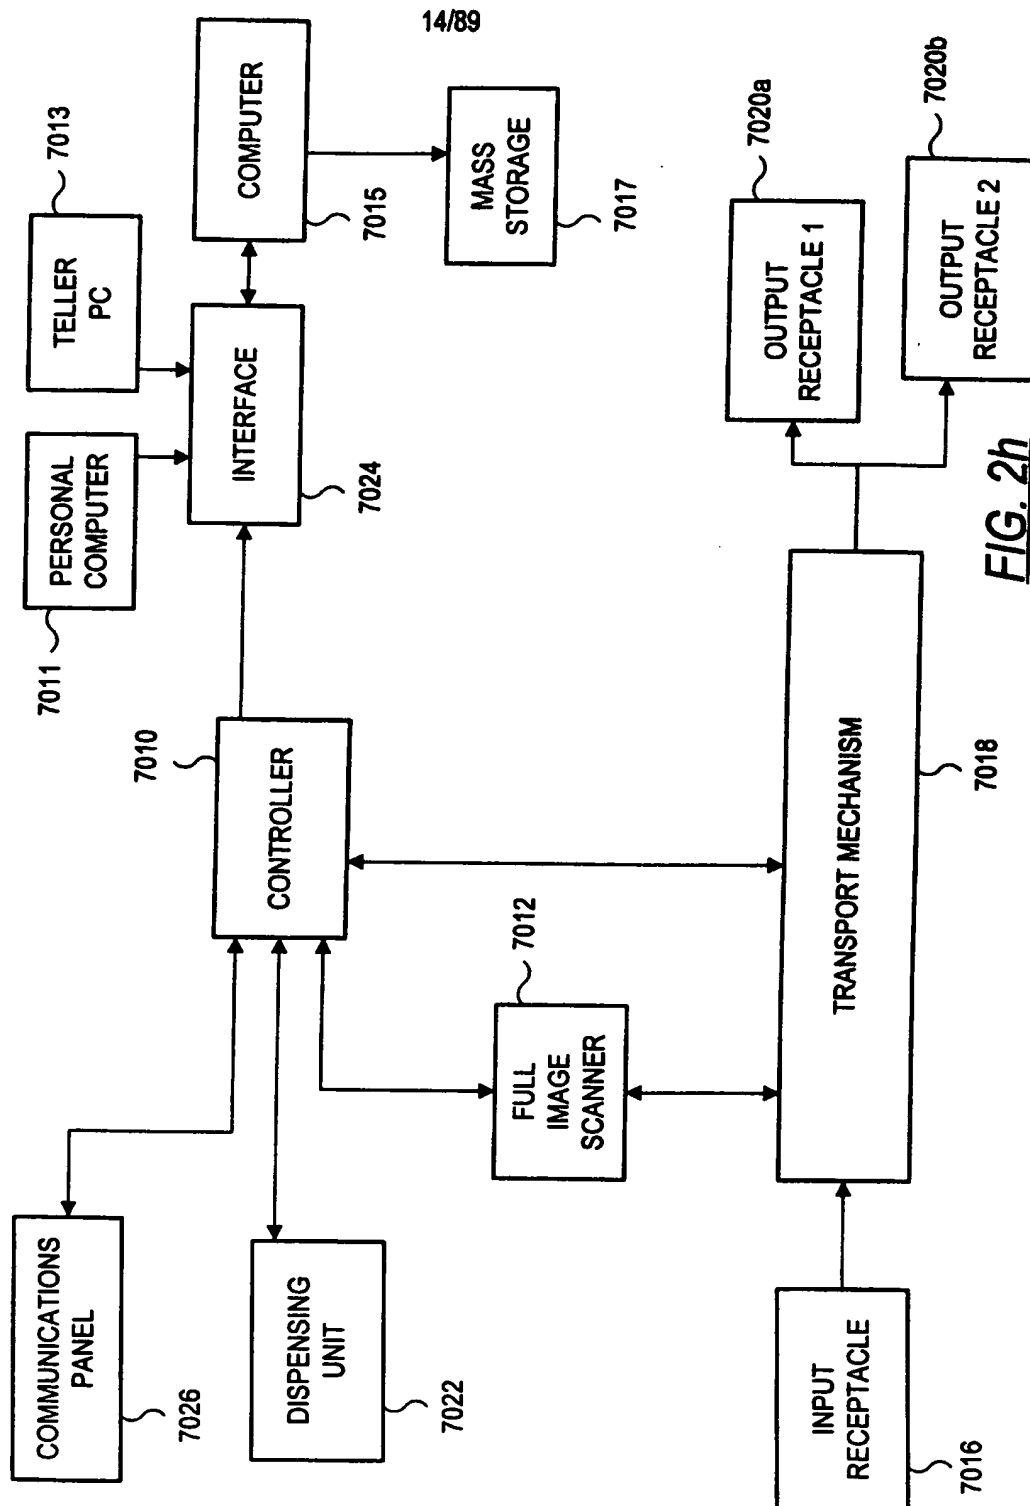 14/89
COMMUNICATIONS
PANEL
7026
DISPENSING
UNIT
7022
CONTROLLER
7010
PERSONAL
COMPUTER
7011
TELLER
PC
7013
INTERFACE
7024
COMPUTER
7015
MASS
STORAGE
7017
FULL
IMAGE
SCANNER
7012
INPUT
RECEPTACLE
7016
TRANSPORT MECHANISM
7018
OUTPUT
RECEPTACLE 1
7020a
OUTPUT
RECEPTACLE 2
7020b
FIG. 2h